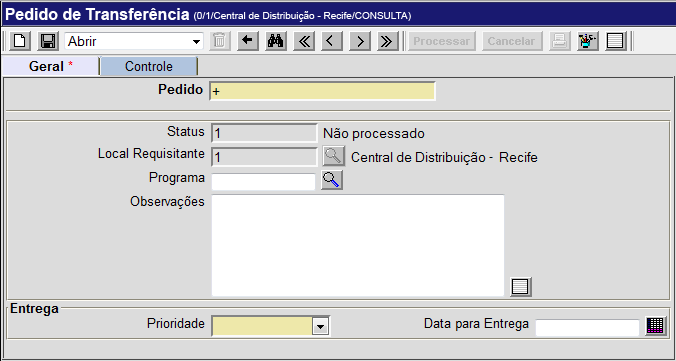 Pedido de Transferência (0/1/Central de Distribuição - Recife/CONSULTA)
Abrir Processar Cancelar
Geral * Controle
Pedido +
Status 1 Não processado
Local Requisitante 1 Central de Distribuição - Recife
Programa
Observações
Entrega
Prioridade Data para Entrega